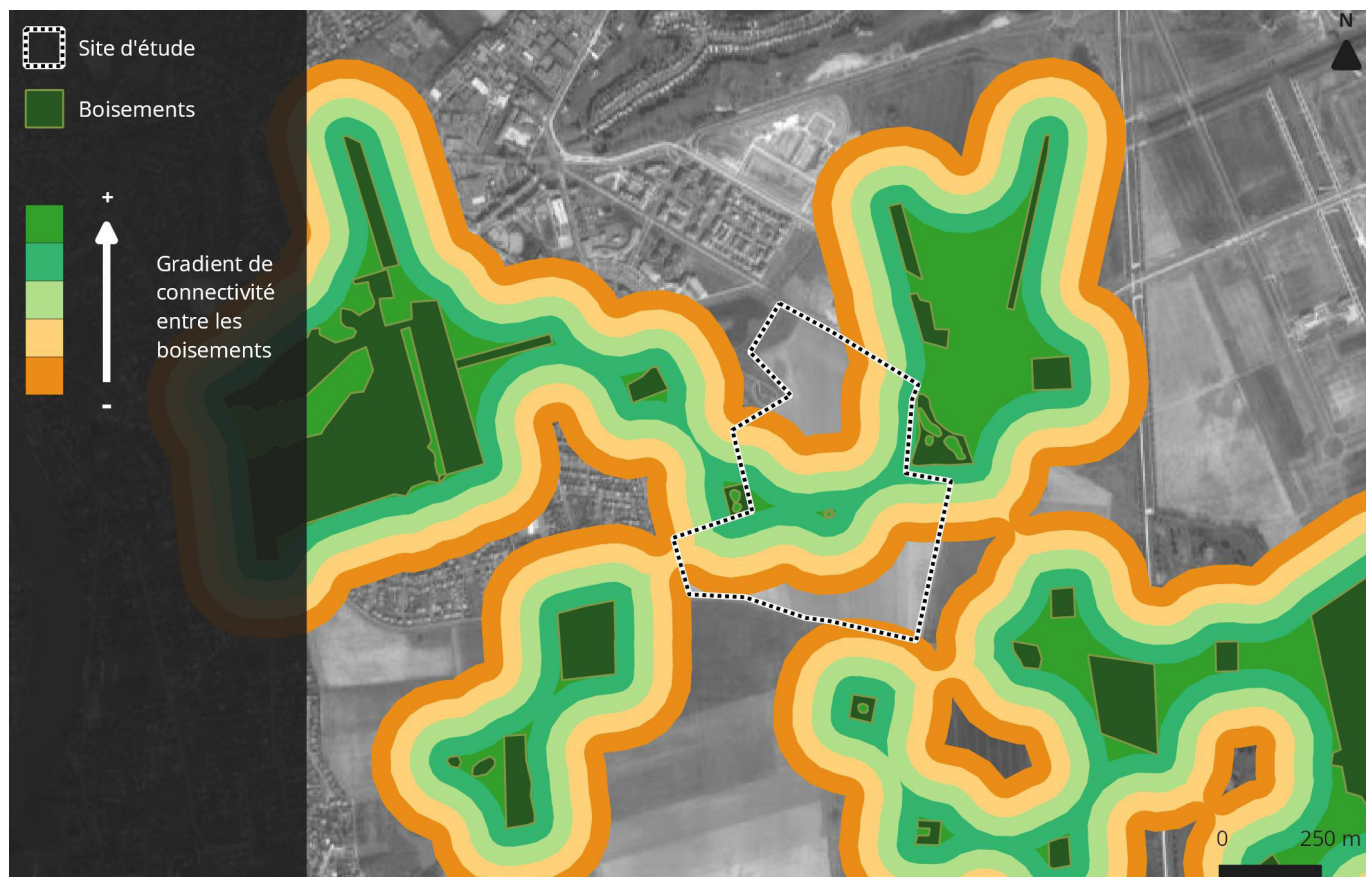 Site d'étude
Boisements
+
Gradient de
connectivité
entre les
boisements
-
N
0 250 m